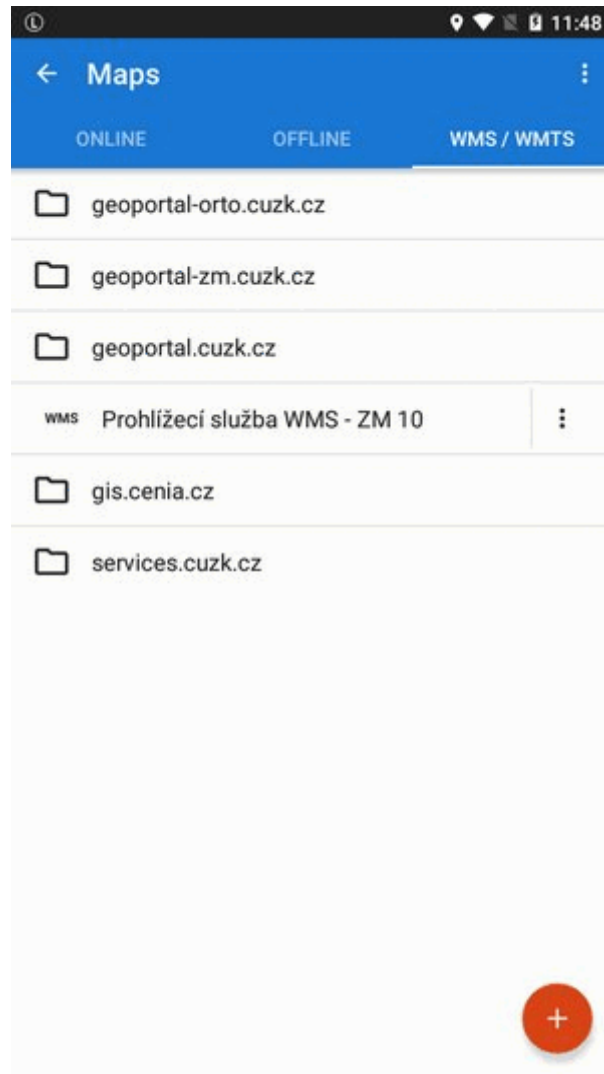 11:48
Maps
ONLINE OFFLINE WMS / WMTS
geoportal-orto.cuzk.cz
geoportal-zm.cuzk.cz
geoportal.cuzk.cz
WMS Prohlížecí služba WMS - ZM 10
gis.cenia.cz
services.cuzk.cz